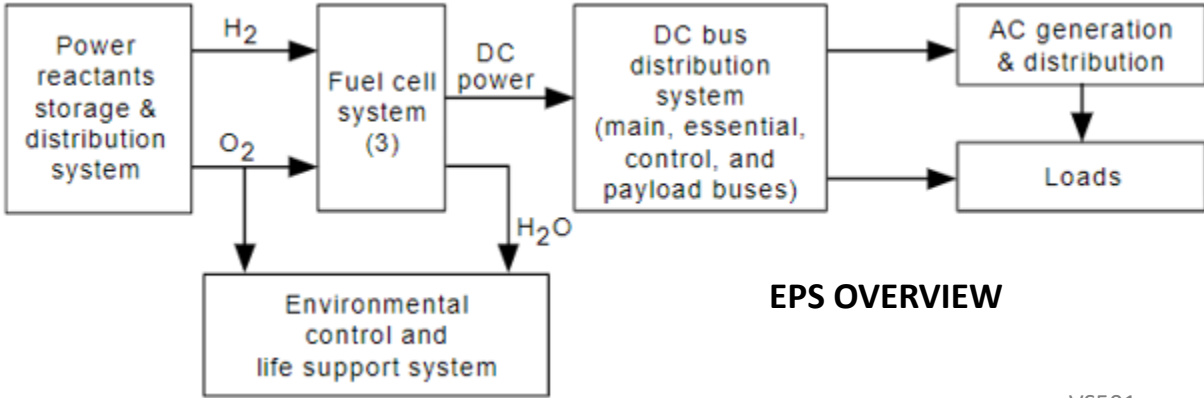 Power
reactants
storage &
distribution
system
H2
O2
Fuel cell
system
(3)
DC
power
H2O
DC bus
distribution
system
(main, essential,
control, and
payload buses)
AC generation
& distribution
Loads
Environmental
control and
life support system
EPS OVERVIEW